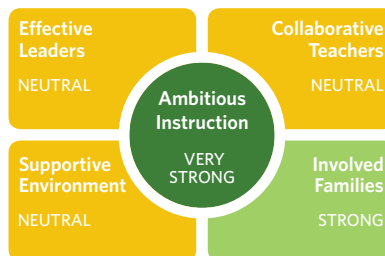 Effective
Leaders
NEUTRAL
Collaborative
Teachers
NEUTRAL
Ambitious
Instruction
VERY
STRONG
Supportive
Environment
NEUTRAL
Involved
Families
STRONG